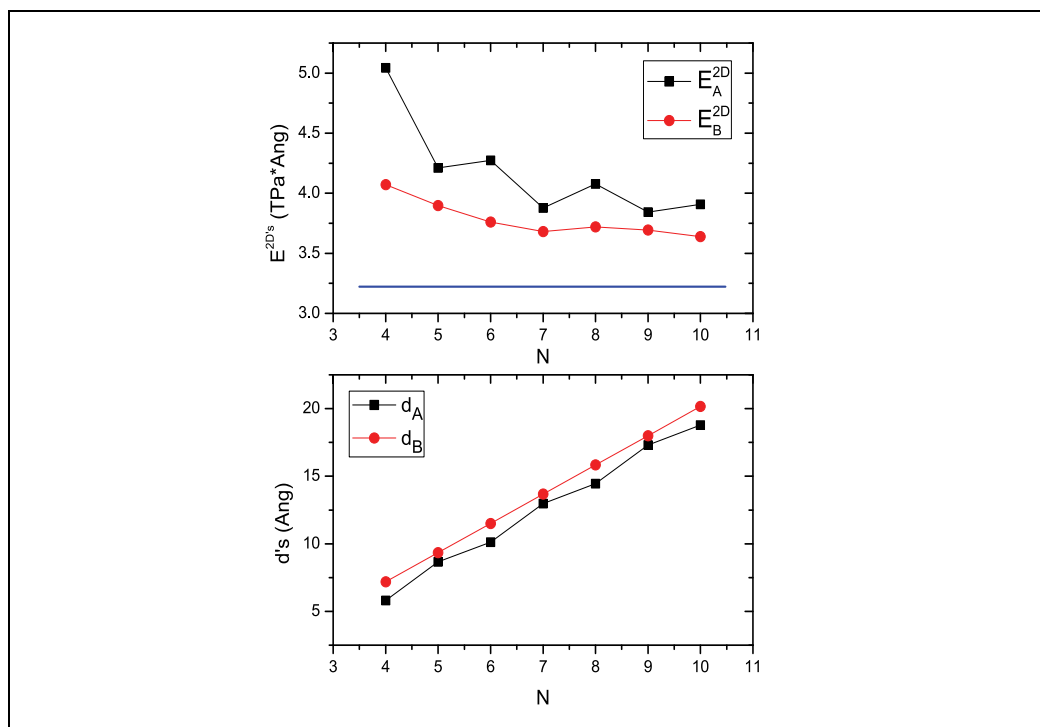 5.0
4.5
4.0
3.5
3.0
E^2D's (TPa*Ang)
E_A^2D
E_B^2D
3 4 5 6 7 8 9 10 11
N
20
15
10
5
d's (Ang)
d_A
d_B
3 4 5 6 7 8 9 10 11
N